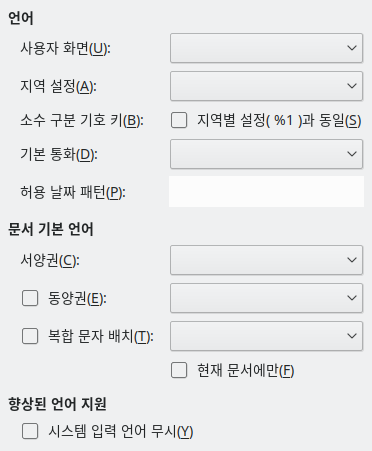 언어
사용자 화면(U):
지역 설정(A):
소수 구분 기호 키(B): 지역별 설정( %1 )과 동일(S)
기본 통화(D):
허용 날짜 패턴(P):
문서 기본 언어
서양권(C):
동양권(E):
복합 문자 배치(T):
현재 문서에만(F)
향상된 언어 지원
시스템 입력 언어 무시(Y)